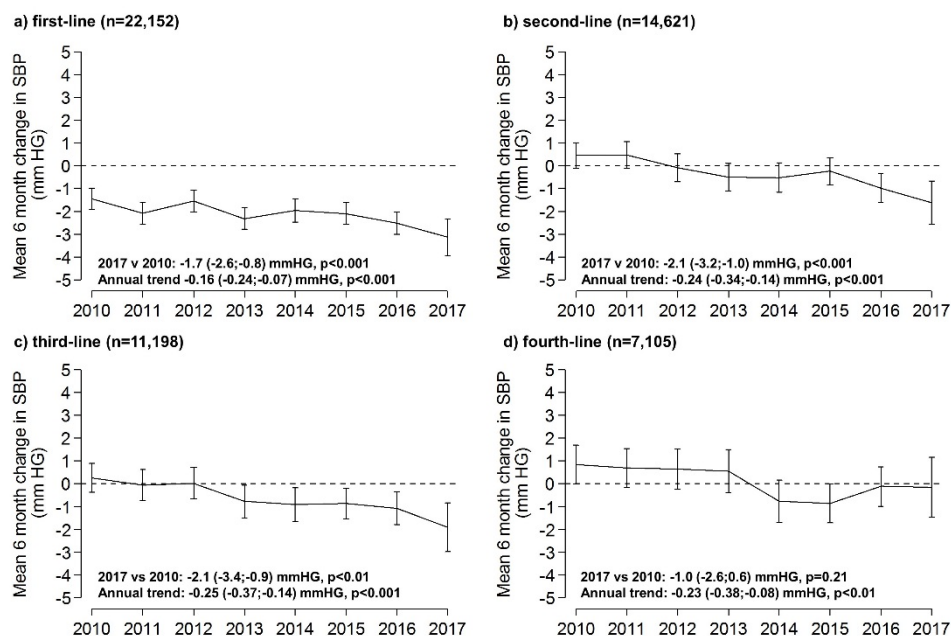 a) first-line (n=22,152)
Mean 6 month change in SBP
(mm HG)
5
4
3
2
1
0
-1
-2
-3
-4
-5
2017 v 2010: -1.7 (-2.6;-0.8) mmHG, p<0.001
Annual trend -0.16 (-0.24;-0.07) mmHG, p<0.001
2010 2011 2012 2013 2014 2015 2016 2017
b) second-line (n=14,621)
Mean 6 month change in SBP
(mm HG)
5
4
3
2
1
0
-1
-2
-3
-4
-5
2017 v 2010: -2.1 (-3.2;-1.0) mmHG, p<0.001
Annual trend: -0.24 (-0.34;-0.14) mmHG, p<0.001
2010 2011 2012 2013 2014 2015 2016 2017
c) third-line (n=11,198)
Mean 6 month change in SBP
(mm HG)
5
4
3
2
1
0
-1
-2
-3
-4
-5
2017 vs 2010: -2.1 (-3.4;-0.9) mmHG, p<0.01
Annual trend: -0.25 (-0.37;-0.14) mmHG, p<0.001
2010 2011 2012 2013 2014 2015 2016 2017
d) fourth-line (n=7,105)
Mean 6 month change in SBP
(mm HG)
5
4
3
2
1
0
-1
-2
-3
-4
-5
2017 vs 2010: -1.0 (-2.6;0.6) mmHG, p=0.21
Annual trend: -0.23 (-0.38;-0.08) mmHG, p<0.01
2010 2011 2012 2013 2014 2015 2016 2017